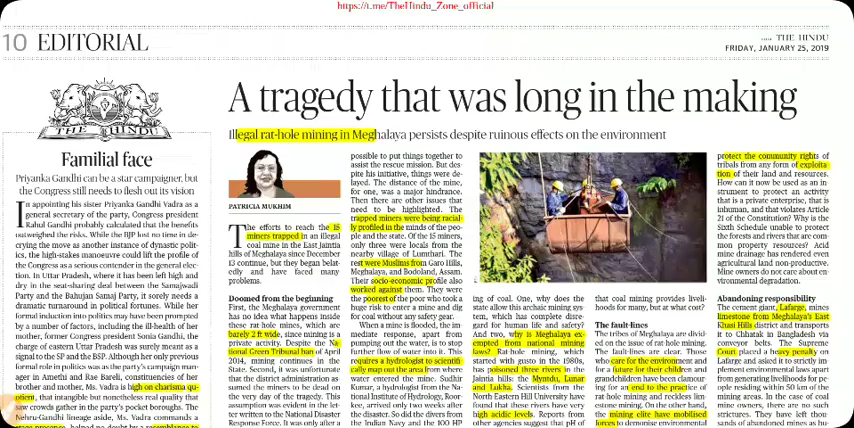 https://t.me/TheHindu_Zone_official
10 EDITORIAL
THE HINDU
FRIDAY, JANUARY 25, 2019
THE HINDU
Familial face
Priyanka Gandhi can be a star campaigner, but
the Congress still needs to flesh out its vision
In appointing his sister Priyanka Gandhi Vadra as a
general secretary of the party, Congress president
Rahul Gandhi probably calculated that the benefits
outweighed the risks. While the BJP lost no time in de-
crying the move as another instance of dynastic polit-
ics, the high-stakes manoeuvre could lift the profile of
the Congress as a serious contender in the general elec-
tion. In Uttar Pradesh, where it has been left high and
dry in the seat-sharing deal between the Samajwadi
Party and the Bahujan Samaj Party, it sorely needs a
dramatic turnaround in political fortunes. While her
formal induction into politics may have been prompted
by a number of factors, including the ill-health of her
mother, former Congress president Sonia Gandhi, the
charge of eastern Uttar Pradesh was surely meant as a
signal to the SP and the BSP. Although her only previous
formal role in politics was as the party's campaign man-
ager in Amethi and Rae Bareli, constituencies of her
brother and mother, Ms. Vadra is high on charisma quo-
tient, that intangible but nonetheless real quality that
saw crowds gather in the party's pocket boroughs. The
Nehru-Gandhi lineage aside, Ms. Vadra commands a
stage presence, helped no doubt by a resemblance to
A tragedy that was long in the making
Illegal rat-hole mining in Meghalaya persists despite ruinous effects on the environment
PATRICIA MUKHIM
The efforts to reach the 15
miners trapped in an illegal
coal mine in the East Jaintia
hills of Meghalaya since December
13 continue, but they began belat-
edly and have faced many
problems.
Doomed from the beginning
First, the Meghalaya government
has no idea what happens inside
these rat-hole mines, which are
barely 2 ft wide, since mining is a
private activity. Despite the Na-
tional Green Tribunal ban of April
2014, mining continues in the
State. Second, it was unfortunate
that the district administration as-
sumed the miners to be dead on
the very day of the tragedy. This
assumption was evident in the let-
ter written to the National Disaster
Response Force. It was only after a
possible to put things together to
assist the rescue mission. But des-
pite his initiative, things were de-
layed. The distance of the mine,
for one, was a major hindrance.
Then there are other issues that
need to be highlighted. The
trapped miners were being racial-
ly profiled in the minds of the peo-
ple and the state. Of the 15 miners,
only three were locals from the
nearby village of Lumthari. The
rest were Muslims from Garo Hills,
Meghalaya, and Bodoland, Assam.
Their socio-economic profile also
worked against them. They were
the poorest of the poor who took a
huge risk to enter a mine and dig
for coal without any safety gear.
When a mine is flooded, the im-
mediate response, apart from
pumping out the water, is to stop
further flow of water into it. This
requires a hydrologist to scientifi-
cally map out the area from where
water entered the mine. Sudhir
Kumar, a hydrologist from the Na-
tional Institute of Hydrology, Roor-
kee, arrived only two weeks after
the disaster. So did the divers from
the Indian Navy and the 100 HP
ing of coal. One, why does the
state allow this archaic mining sys-
tem, which has complete disre-
gard for human life and safety?
And two, why is Meghalaya ex-
empted from national mining
laws? Rat-hole mining, which
started with gusto in the 1980s,
has poisoned three rivers in the
Jaintia hills: the Myntdu, Lunar
and Lukha. Scientists from the
North Eastern Hill University have
found that these rivers have very
high acidic levels. Reports from
other agencies suggest that pH of
that coal mining provides liveli-
hoods for many, but at what cost?
The fault-lines
The tribes of Meghalaya are divid-
ed on the issue of rat hole mining.
The fault-lines are clear. Those
who care for the environment and
for a future for their children and
grandchildren have been clamour-
ing for an end to the practice of
rat hole mining and reckless lim-
estone mining. On the other hand,
the mining elite have mobilised
forces to demonise environmental
protect the community rights of
tribals from any form of exploita-
tion of their land and resources.
How can it now be used as an in-
strument to protect an activity
that is a private enterprise, that is
inhuman, and that violates Article
21 of the Constitution? Why is the
Sixth Schedule unable to protect
the forests and rivers that are com-
mon property resources? Acid
mine drainage has rendered even
agricultural land non-productive.
Mine owners do not care about en-
vironmental degradation.
Abandoning responsibility
The cement giant, Lafarge, mines
limestone from Meghalaya's East
Khasi Hills district and transports
it to Chhatak in Bangladesh via
conveyor belts. The Supreme
Court placed a heavy penalty on
Lafarge and asked it to strictly im-
plement environmental laws apart
from generating livelihoods for pe-
ople residing within 50 km of the
mining areas. In the case of coal
mine owners, there are no such
strictures. They have left thou-
sands of abandoned mines as hu-